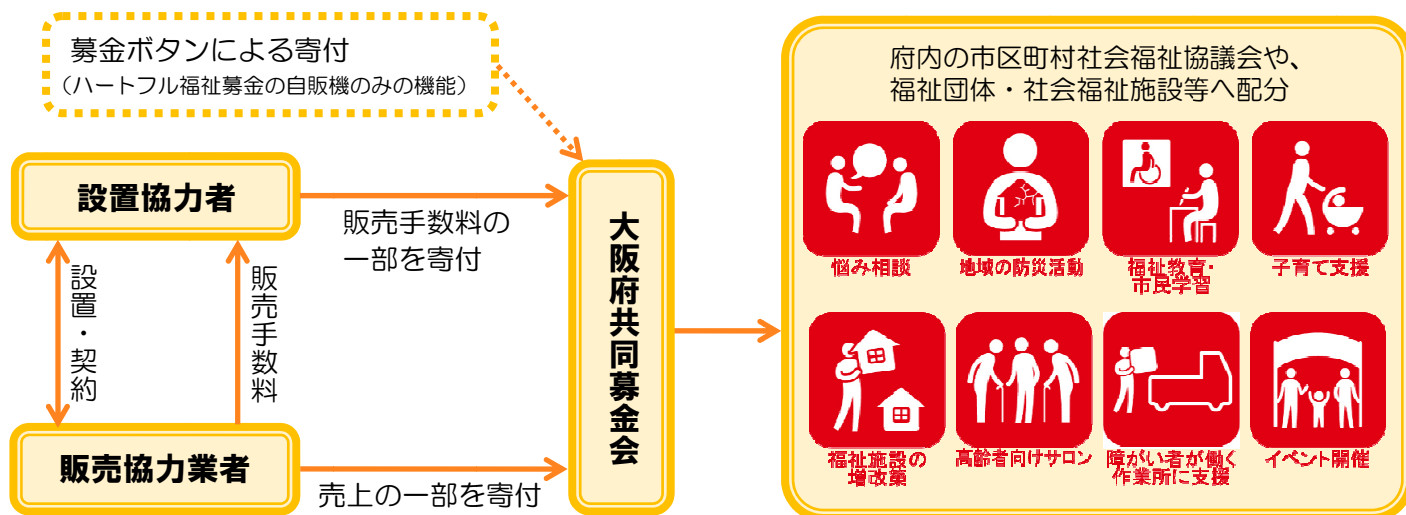 募金ボタンによる寄付
（ハートフル福祉募金の自販機のみの機能）
設置協力者
販売手数料の
一部を寄付
設置・契約
販売手数料
販売協力業者
売上の一部を寄付
大阪府共同募金会
府内の市区町村社会福祉協議会や、
福祉団体・社会福祉施設等へ配分
悩み相談
地域の防災活動
福祉教育・
市民学習
子育て支援
福祉施設の
増改築
高齢者向けサロン
障がい者が働く
作業所に支援
イベント開催